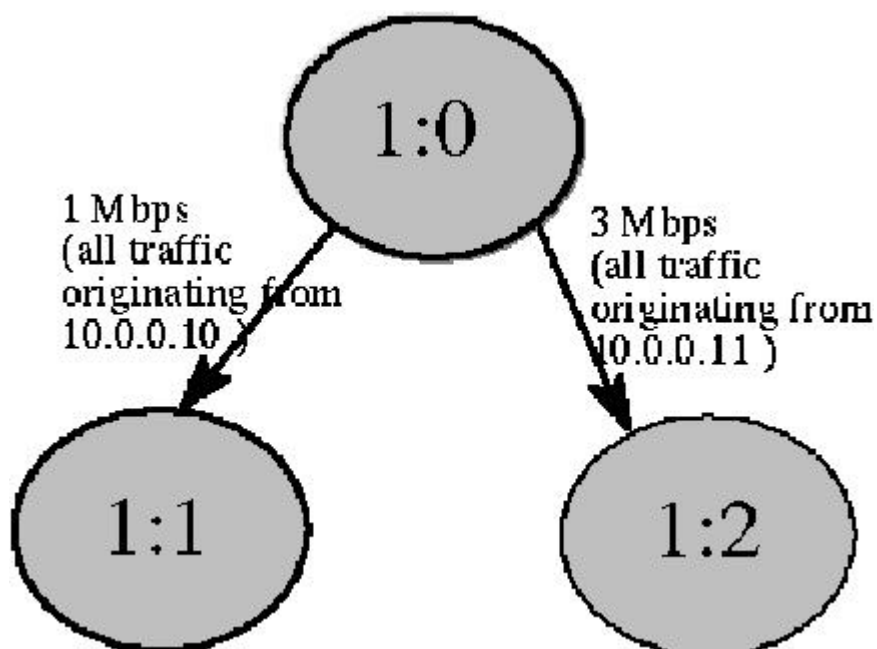 1:0
1 Mbps
(all traffic
originating from
10.0.0.10 )
3 Mbps
(all traffic
originating from
10.0.0.11 )
1:1
1:2